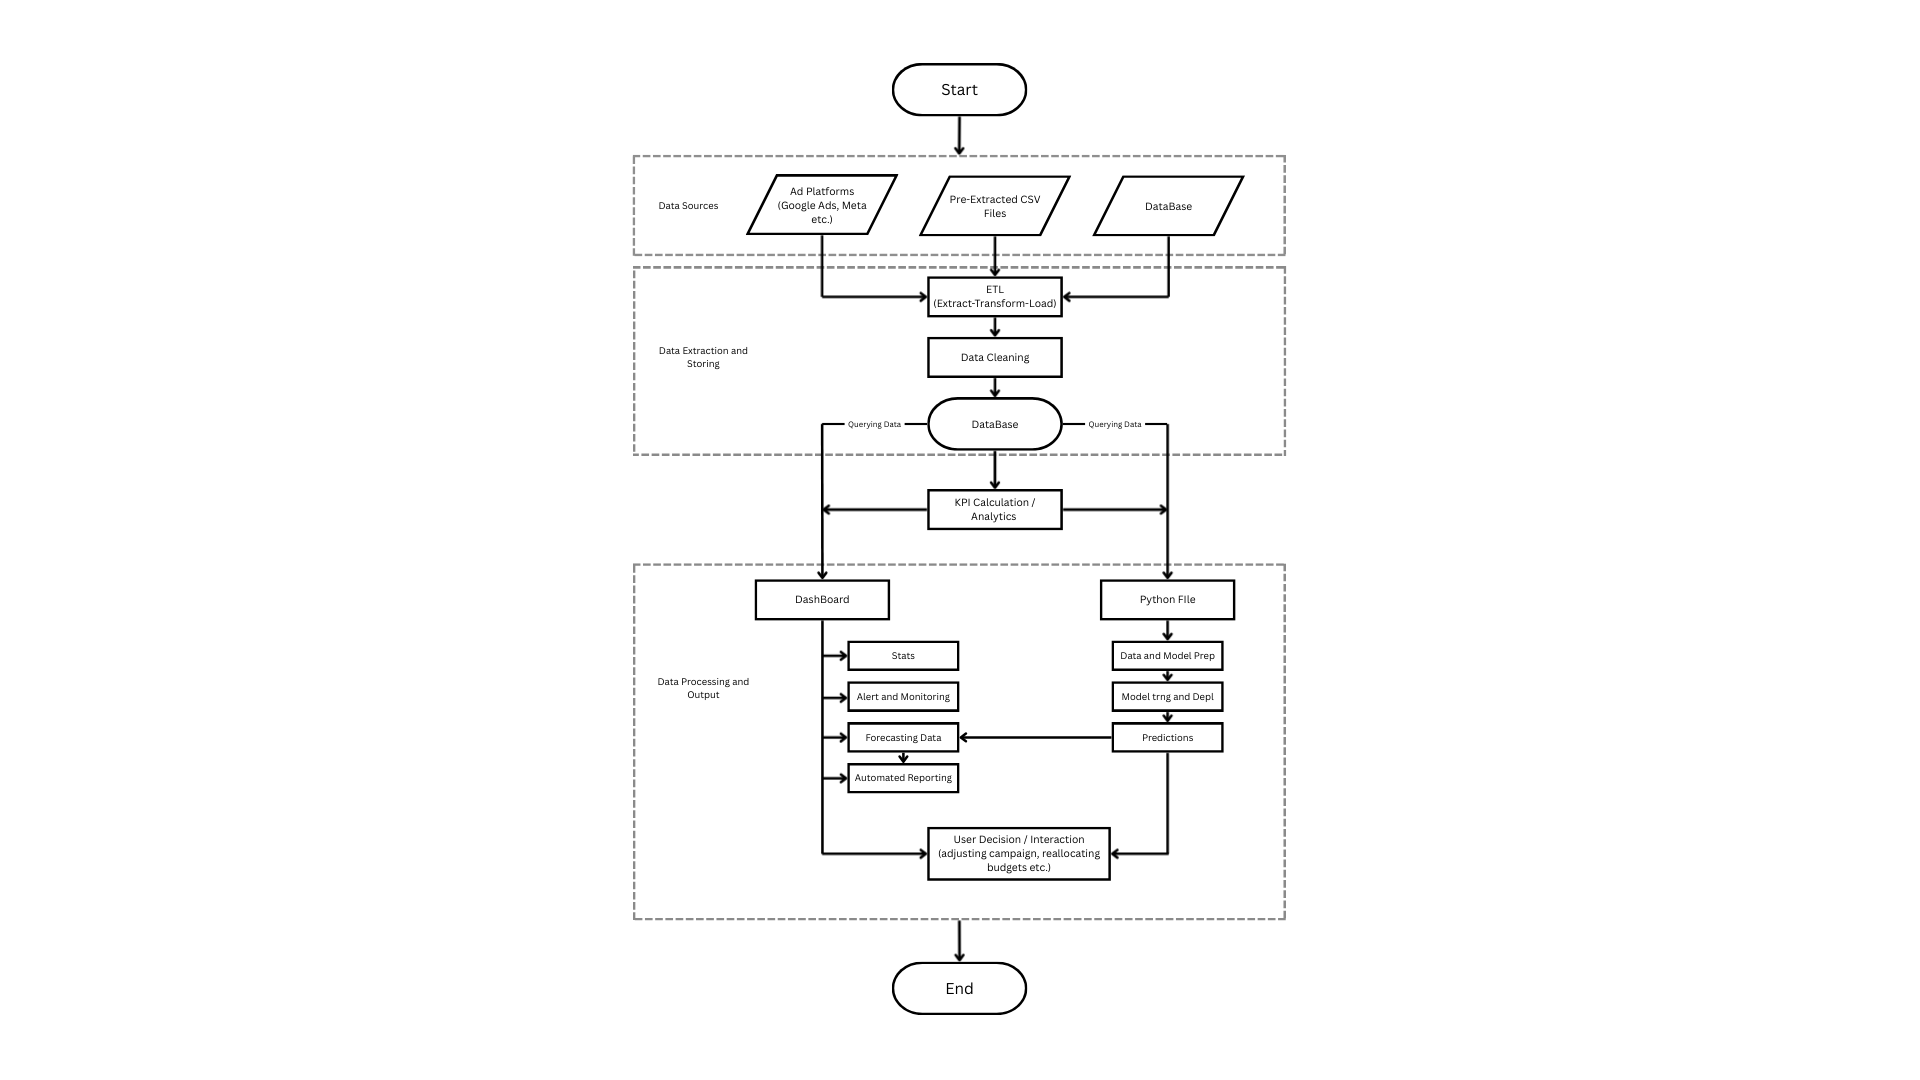 Start
Data Sources
Ad Platforms
(Google Ads, Meta
etc.)
Pre-Extracted CSV
Files
DataBase
ETL
(Extract-Transform-Load)
Data Extraction and
Storing
Data Cleaning
Querying Data
DataBase
Querying Data
KPI Calculation /
Analytics
DashBoard
Python FIle
Stats
Data and Model Prep
Data Processing and
Output
Alert and Monitoring
Model trng and Depl
Forecasting Data
Predictions
Automated Reporting
User Decision / Interaction
(adjusting campaign, reallocating
budgets etc.)
End